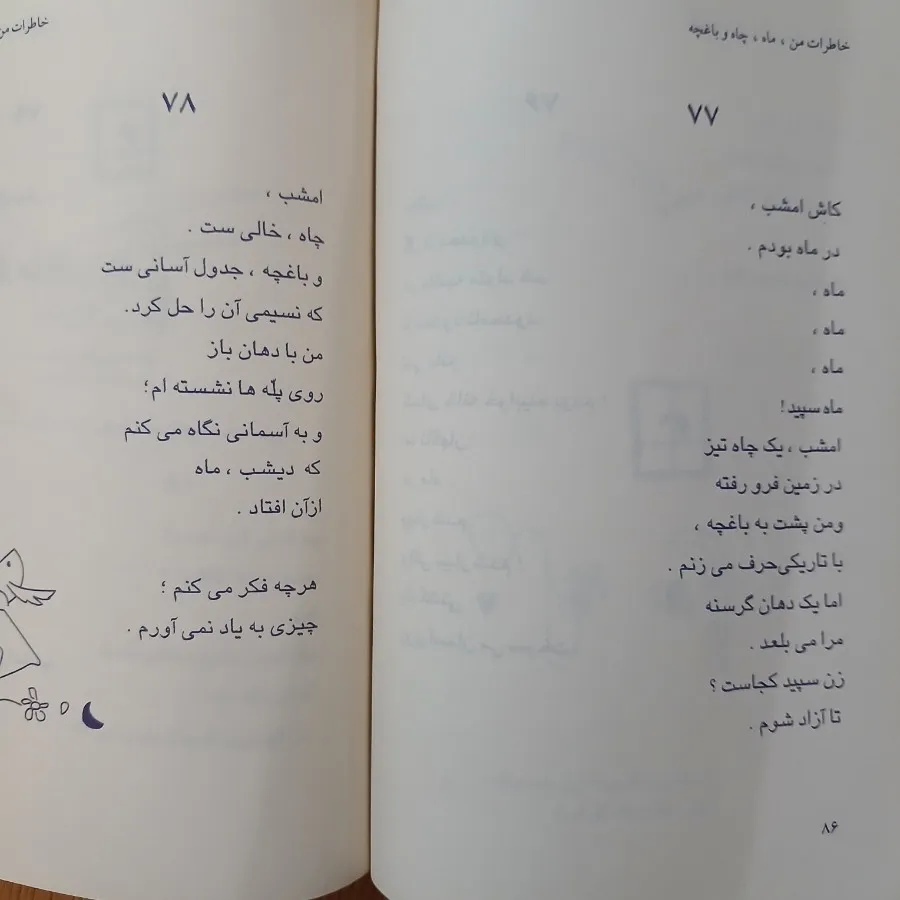 خاطرات من ، ماه ، چاه و باغچه
۷۷
کاش امشب ،
در ماه بودم .
ماه ،
ماه ،
ماه ،
ماه سپید!
امشب ، یک چاه تیز
در زمین فرو رفته
ومن پشت به باغچه ،
با تاریکی‌حرف می زنم .
اما یک دهان گرسنه
مرا می بلعد .
زن سپید کجاست ؟
تا آزاد شوم .
۸۶
خاطرات من
۷۸
امشب ،
چاه ، خالی ست .
و باغچه ، جدول آسانی ست
که نسیمی آن را حل کرد.
من با دهان باز
روی پلّه ها نشسته ام؛
و به آسمانی نگاه می کنم
که دیشب ، ماه
ازآن افتاد .
هرچه فکر می کنم ؛
چیزی به یاد نمی آورم .